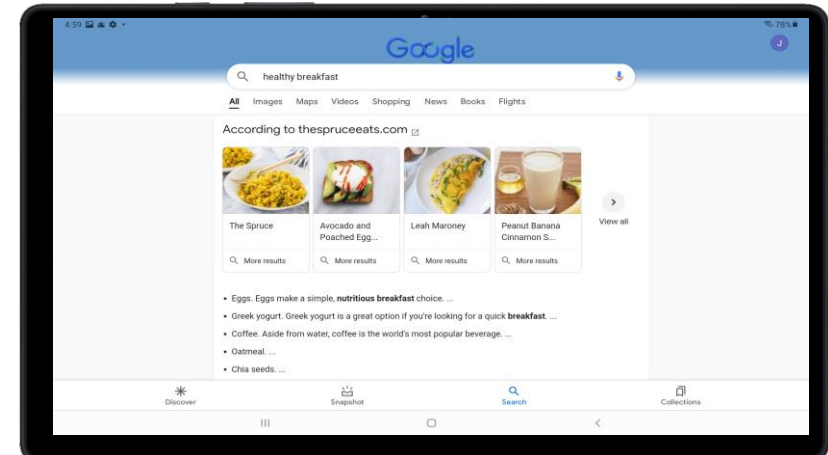 4:59
78%
Google
J
healthy breakfast
All Images Maps Videos Shopping News Books Flights
According to thespruceeats.com
The Spruce
More results
Avocado and
Poached Egg...
More results
Leah Maroney
More results
Peanut Banana
Cinnamon S...
More results
View all
• Eggs. Eggs make a simple, nutritious breakfast choice. ...
• Greek yogurt. Greek yogurt is a great option if you're looking for a quick breakfast. ...
• Coffee. Aside from water, coffee is the world's most popular beverage. ...
• Oatmeal. ...
• Chia seeds. ...
Discover Snapshot Search Collections